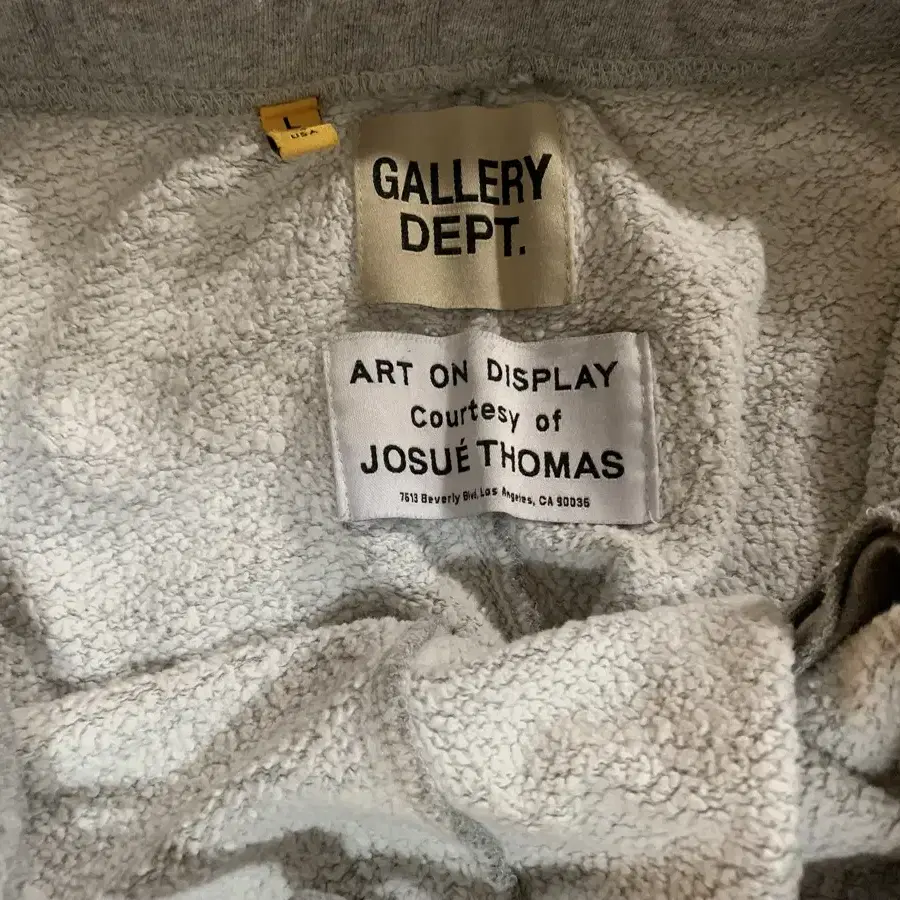 L
USA
GALLERY
DEPT.
ART ON DISPLAY
Courtesy of
JOSUÉ THOMAS
7613 Beverly Blvd. Los Angeles, CA 90036